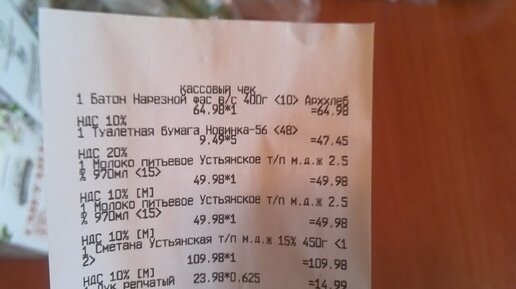 кассовый чек
1 Батон Нарезной фас в/с 400г <10> Арххлеб
64.98*1 =64.98
НДС 10%
1 Туалетная бумага Новинка-56 <48>
9.49*5 =47.45
НДС 20%
1 Молоко питьевое Устьянское т/п м.д.ж 2.5
% 970мл <15>
49.98*1 =49.98
НДС 10% [М]
1 Молоко питьевое Устьянское т/п м.д.ж 2.5
% 970мл <15>
49.98*1 =49.98
НДС 10% [М]
1 Сметана Устьянская т/п м.д.ж 15% 450г <1
2>
109.98*1 =109.98
НДС 10% [М]
1 Лук репчатый 23.98*0.625 =14.99